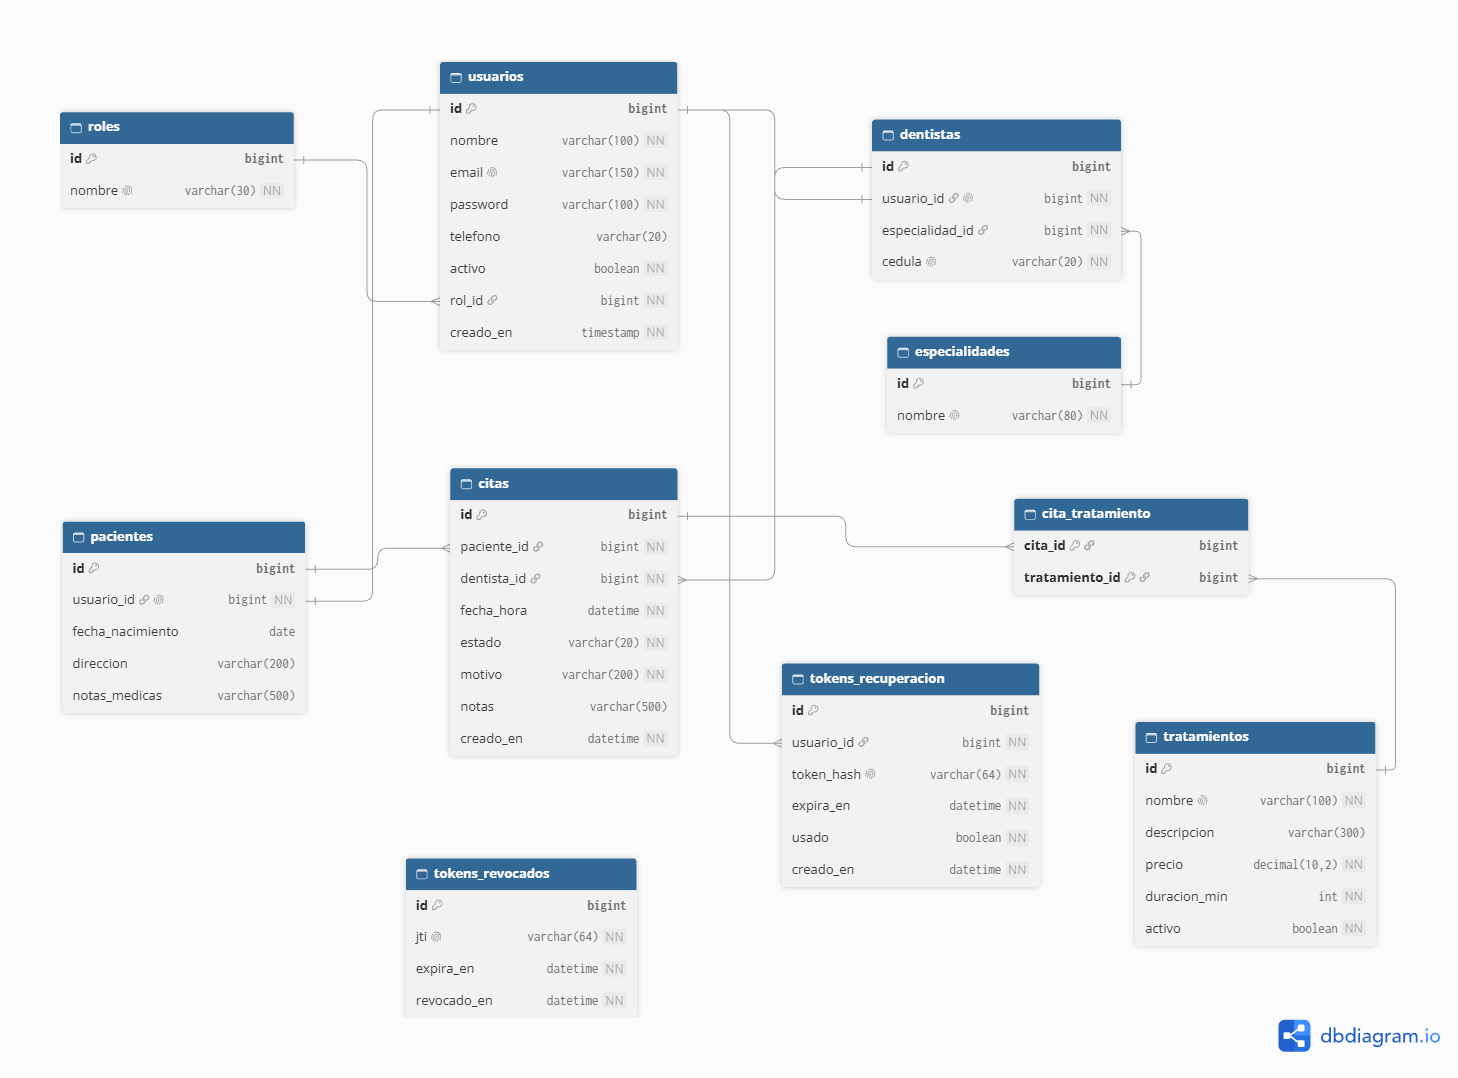 roles
id bigint
nombre varchar(30) NN
usuarios
id bigint
nombre varchar(100) NN
email varchar(150) NN
password varchar(100) NN
telefono varchar(20)
activo boolean NN
rol_id bigint NN
creado_en timestamp NN
dentistas
id bigint
usuario_id bigint NN
especialidad_id bigint NN
cedula varchar(20) NN
especialidades
id bigint
nombre varchar(80) NN
pacientes
id bigint
usuario_id bigint NN
fecha_nacimiento date
direccion varchar(200)
notas_medicas varchar(500)
citas
id bigint
paciente_id bigint NN
dentista_id bigint NN
fecha_hora datetime NN
estado varchar(20) NN
motivo varchar(200) NN
notas varchar(500)
creado_en datetime NN
cita_tratamiento
cita_id bigint
tratamiento_id bigint
tokens_recuperacion
id bigint
usuario_id bigint NN
token_hash varchar(64) NN
expira_en datetime NN
usado boolean NN
creado_en datetime NN
tratamientos
id bigint
nombre varchar(100) NN
descripcion varchar(300)
precio decimal(10,2) NN
duracion_min int NN
activo boolean NN
tokens_revocados
id bigint
jti varchar(64) NN
expira_en datetime NN
revocado_en datetime NN
dbdiagram.io